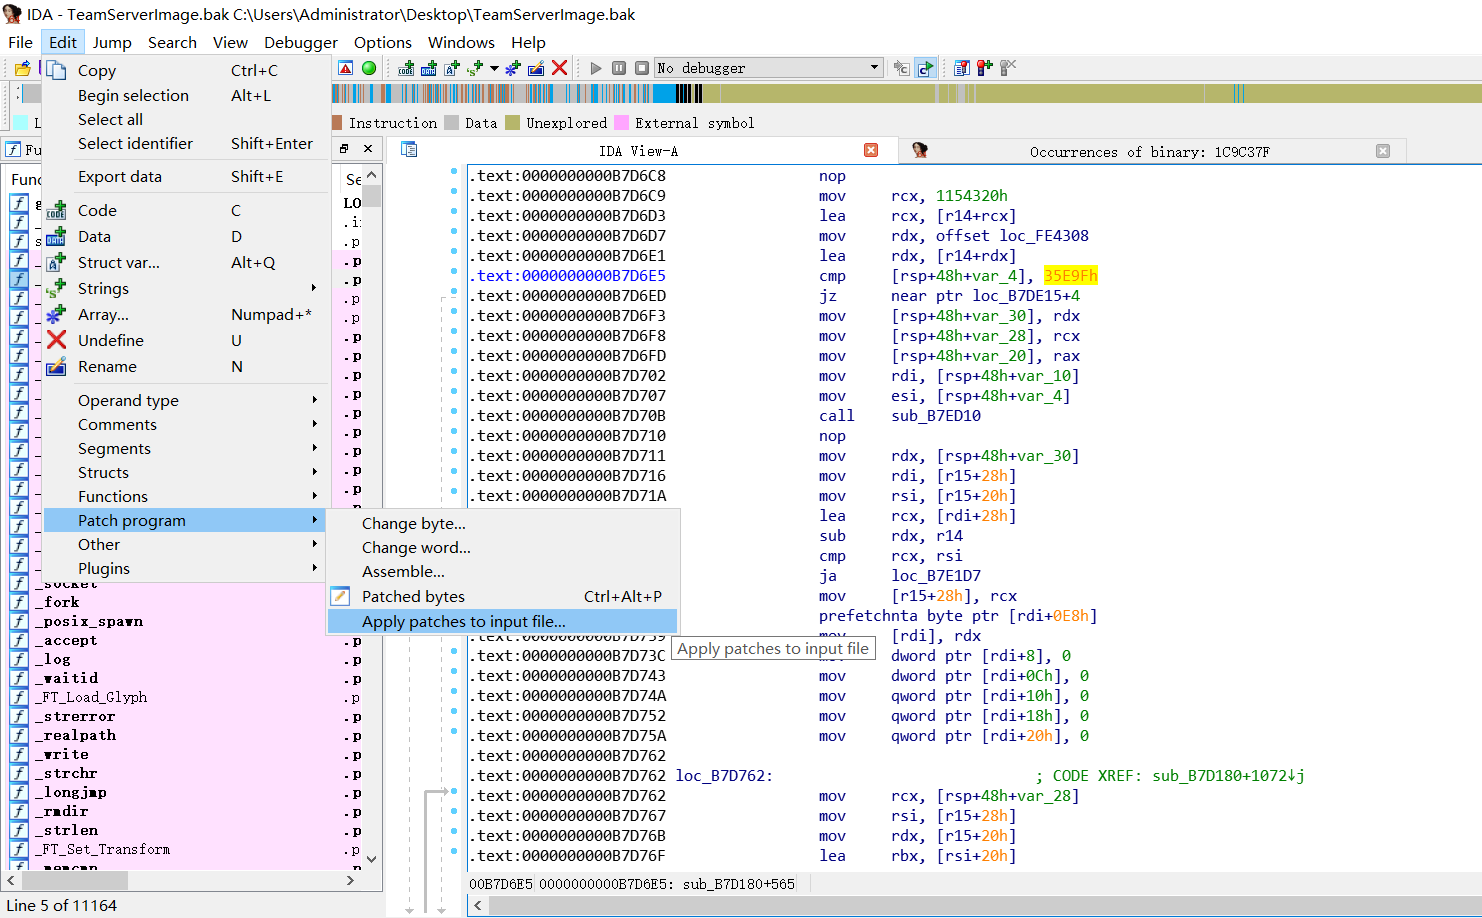 IDA - TeamServerImage.bak C:\Users\Administrator\Desktop\TeamServerImage.bak
File Edit Jump Search View Debugger Options Windows Help
No debugger
Instruction Data Unexplored External symbol
Copy Ctrl+C
Begin selection Alt+L
Select all
Select identifier Shift+Enter
Export data Shift+E
Code C
Data D
Struct var... Alt+Q
Strings
Array... Numpad+*
Undefine U
Rename N
Operand type
Comments
Segments
Structs
Functions
Patch program
Other
Plugins
Change byte...
Change word...
Assemble...
Patched bytes Ctrl+Alt+P
Apply patches to input file...
Apply patches to input file
_socket
_fork
_posix_spawn
_accept
_log
_waitid
_FT_Load_Glyph
_strerror
_realpath
_write
_strchr
_longjmp
_rmdir
_strlen
_FT_Set_Transform
_memcmp
Line 5 of 11164
IDA View-A
Occurrences of binary: 1C9C37F
.text:0000000000B7D6C8 nop
.text:0000000000B7D6C9 mov rcx, 1154320h
.text:0000000000B7D6D3 lea rcx, [r14+rcx]
.text:0000000000B7D6D7 mov rdx, offset loc_FE4308
.text:0000000000B7D6E1 lea rdx, [r14+rdx]
.text:0000000000B7D6E5 cmp [rsp+48h+var_4], 35E9Fh
.text:0000000000B7D6ED jz near ptr loc_B7DE15+4
.text:0000000000B7D6F3 mov [rsp+48h+var_30], rdx
.text:0000000000B7D6F8 mov [rsp+48h+var_28], rcx
.text:0000000000B7D6FD mov [rsp+48h+var_20], rax
.text:0000000000B7D702 mov rdi, [rsp+48h+var_10]
.text:0000000000B7D707 mov esi, [rsp+48h+var_4]
.text:0000000000B7D70B call sub_B7ED10
.text:0000000000B7D710 nop
.text:0000000000B7D711 mov rdx, [rsp+48h+var_30]
.text:0000000000B7D716 mov rdi, [r15+28h]
.text:0000000000B7D71A mov rsi, [r15+20h]
lea rcx, [rdi+28h]
sub rdx, r14
cmp rcx, rsi
ja loc_B7E1D7
mov [r15+28h], rcx
prefetchnta byte ptr [rdi+0E8h]
.text:0000000000B7D739 mov [rdi], rdx
.text:0000000000B7D73C mov dword ptr [rdi+8], 0
.text:0000000000B7D743 mov dword ptr [rdi+0Ch], 0
.text:0000000000B7D74A mov qword ptr [rdi+10h], 0
.text:0000000000B7D752 mov qword ptr [rdi+18h], 0
.text:0000000000B7D75A mov qword ptr [rdi+20h], 0
.text:0000000000B7D762
.text:0000000000B7D762 loc_B7D762: ; CODE XREF: sub_B7D180+1072↓j
.text:0000000000B7D762 mov rcx, [rsp+48h+var_28]
.text:0000000000B7D767 mov rsi, [r15+28h]
.text:0000000000B7D76B mov rdx, [r15+20h]
.text:0000000000B7D76F lea rbx, [rsi+20h]
00B7D6E5 0000000000B7D6E5: sub_B7D180+565